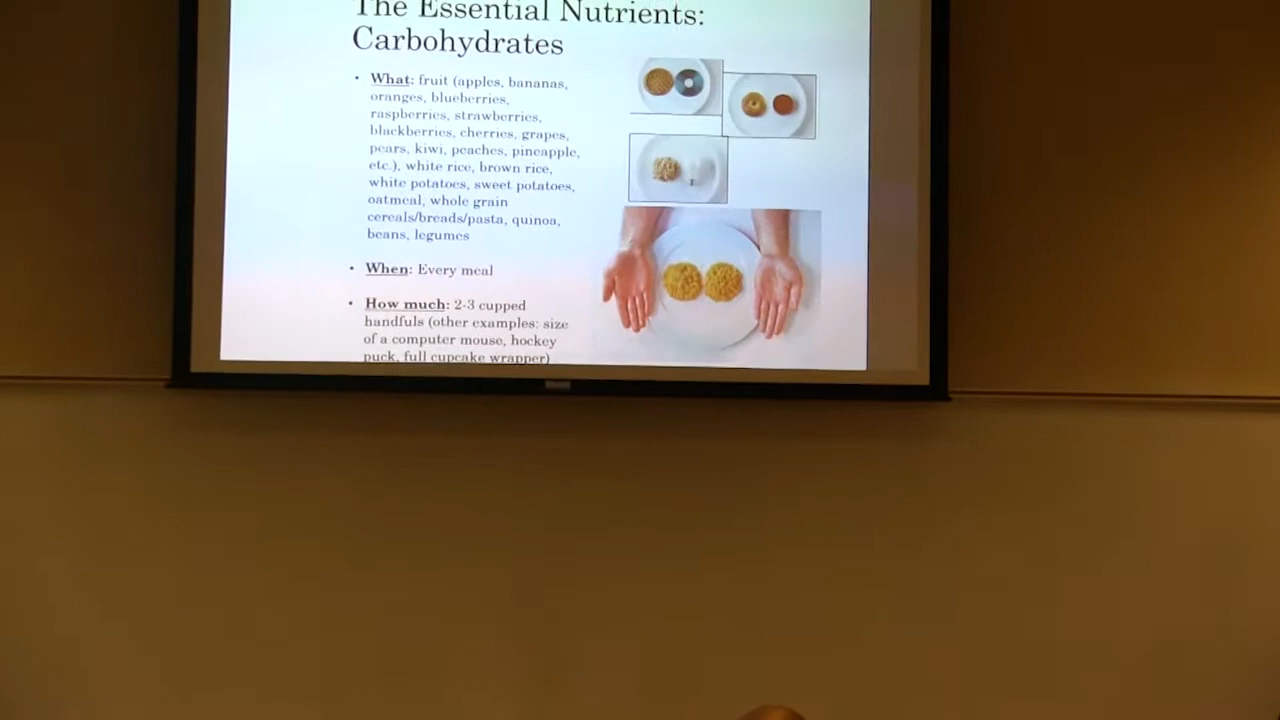 The Essential Nutrients:
Carbohydrates
• What: fruit (apples, bananas,
oranges, blueberries,
raspberries, strawberries,
blackberries, cherries, grapes,
pears, kiwi, peaches, pineapple,
etc.), white rice, brown rice,
white potatoes, sweet potatoes,
oatmeal, whole grain
cereals/breads/pasta, quinoa,
beans, legumes
• When: Every meal
• How much: 2-3 cupped
handfuls (other examples: size
of a computer mouse, hockey
puck, full cupcake wrapper)